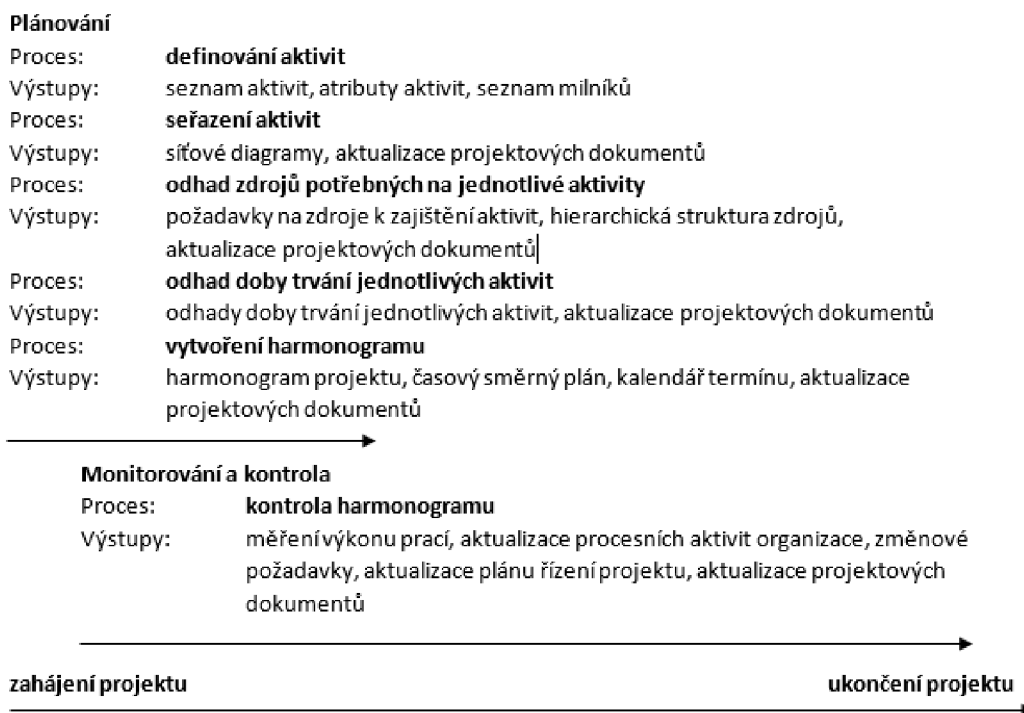 Plánování
Proces: definování aktivit
Výstupy: seznam aktivit, atributy aktivit, seznam milníků
Proces: seřazení aktivit
Výstupy: síťové diagramy, aktualizace projektových dokumentů
Proces: odhad zdrojů potřebných na jednotlivé aktivity
Výstupy: požadavky na zdroje k zajištění aktivit, hierarchická struktura zdrojů,
aktualizace projektových dokumentů
Proces: odhad doby trvání jednotlivých aktivit
Výstupy: odhady doby trvání jednotlivých aktivit, aktualizace projektových dokumentů
Proces: vytvoření harmonogramu
Výstupy: harmonogram projektu, časový směrný plán, kalendář termínu, aktualizace
projektových dokumentů
Monitorování a kontrola
Proces: kontrola harmonogramu
Výstupy: měření výkonu prací, aktualizace procesních aktivit organizace, změnové
požadavky, aktualizace plánu řízení projektu, aktualizace projektových
dokumentů
zahájení projektu ukončení projektu